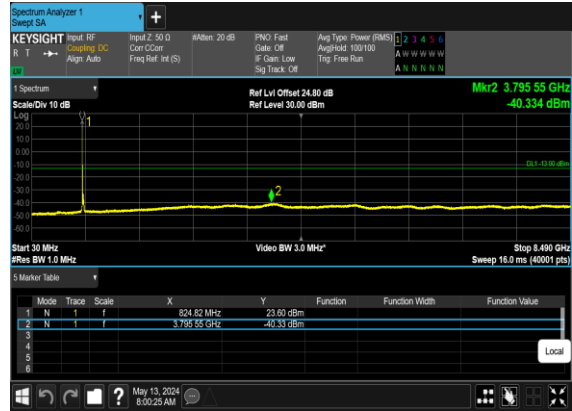 Spectrum Analyzer 1
Swept SA
+
KEYSIGHT Input: RF Input Z: 50 Ω #Atten: 20 dB PNO: Fast Avg Type: Power (RMS) 1 2 3 4 5 6
R T Coupling: DC Corr CCorr Gate: Off Avg|Hold: 100/100 A W W W W W
Align: Auto Freq Ref: Int (S) IF Gain: Low Trig: Free Run
Sig Track: Off A N N N N N
1 Spectrum Ref Lvl Offset 24.80 dB Mkr2 3.795 55 GHz
Scale/Div 10 dB Ref Level 30.00 dBm -40.334 dBm
Log
1
20.0
10.0
0.00
-10.0
DL1 -13.00 dBm
-20.0
-30.0
2
-40.0
-50.0
-60.0
Start 30 MHz Video BW 3.0 MHz* Stop 8.490 GHz
#Res BW 1.0 MHz Sweep 16.0 ms (40001 pts)
5 Marker Table
Mode Trace Scale X Y Function Function Width Function Value
1 N 1 f 824.82 MHz 23.60 dBm
2 N 1 f 3.795 55 GHz -40.33 dBm
3
4
5
6
Local
? May 13, 2024
8:00:25 AM